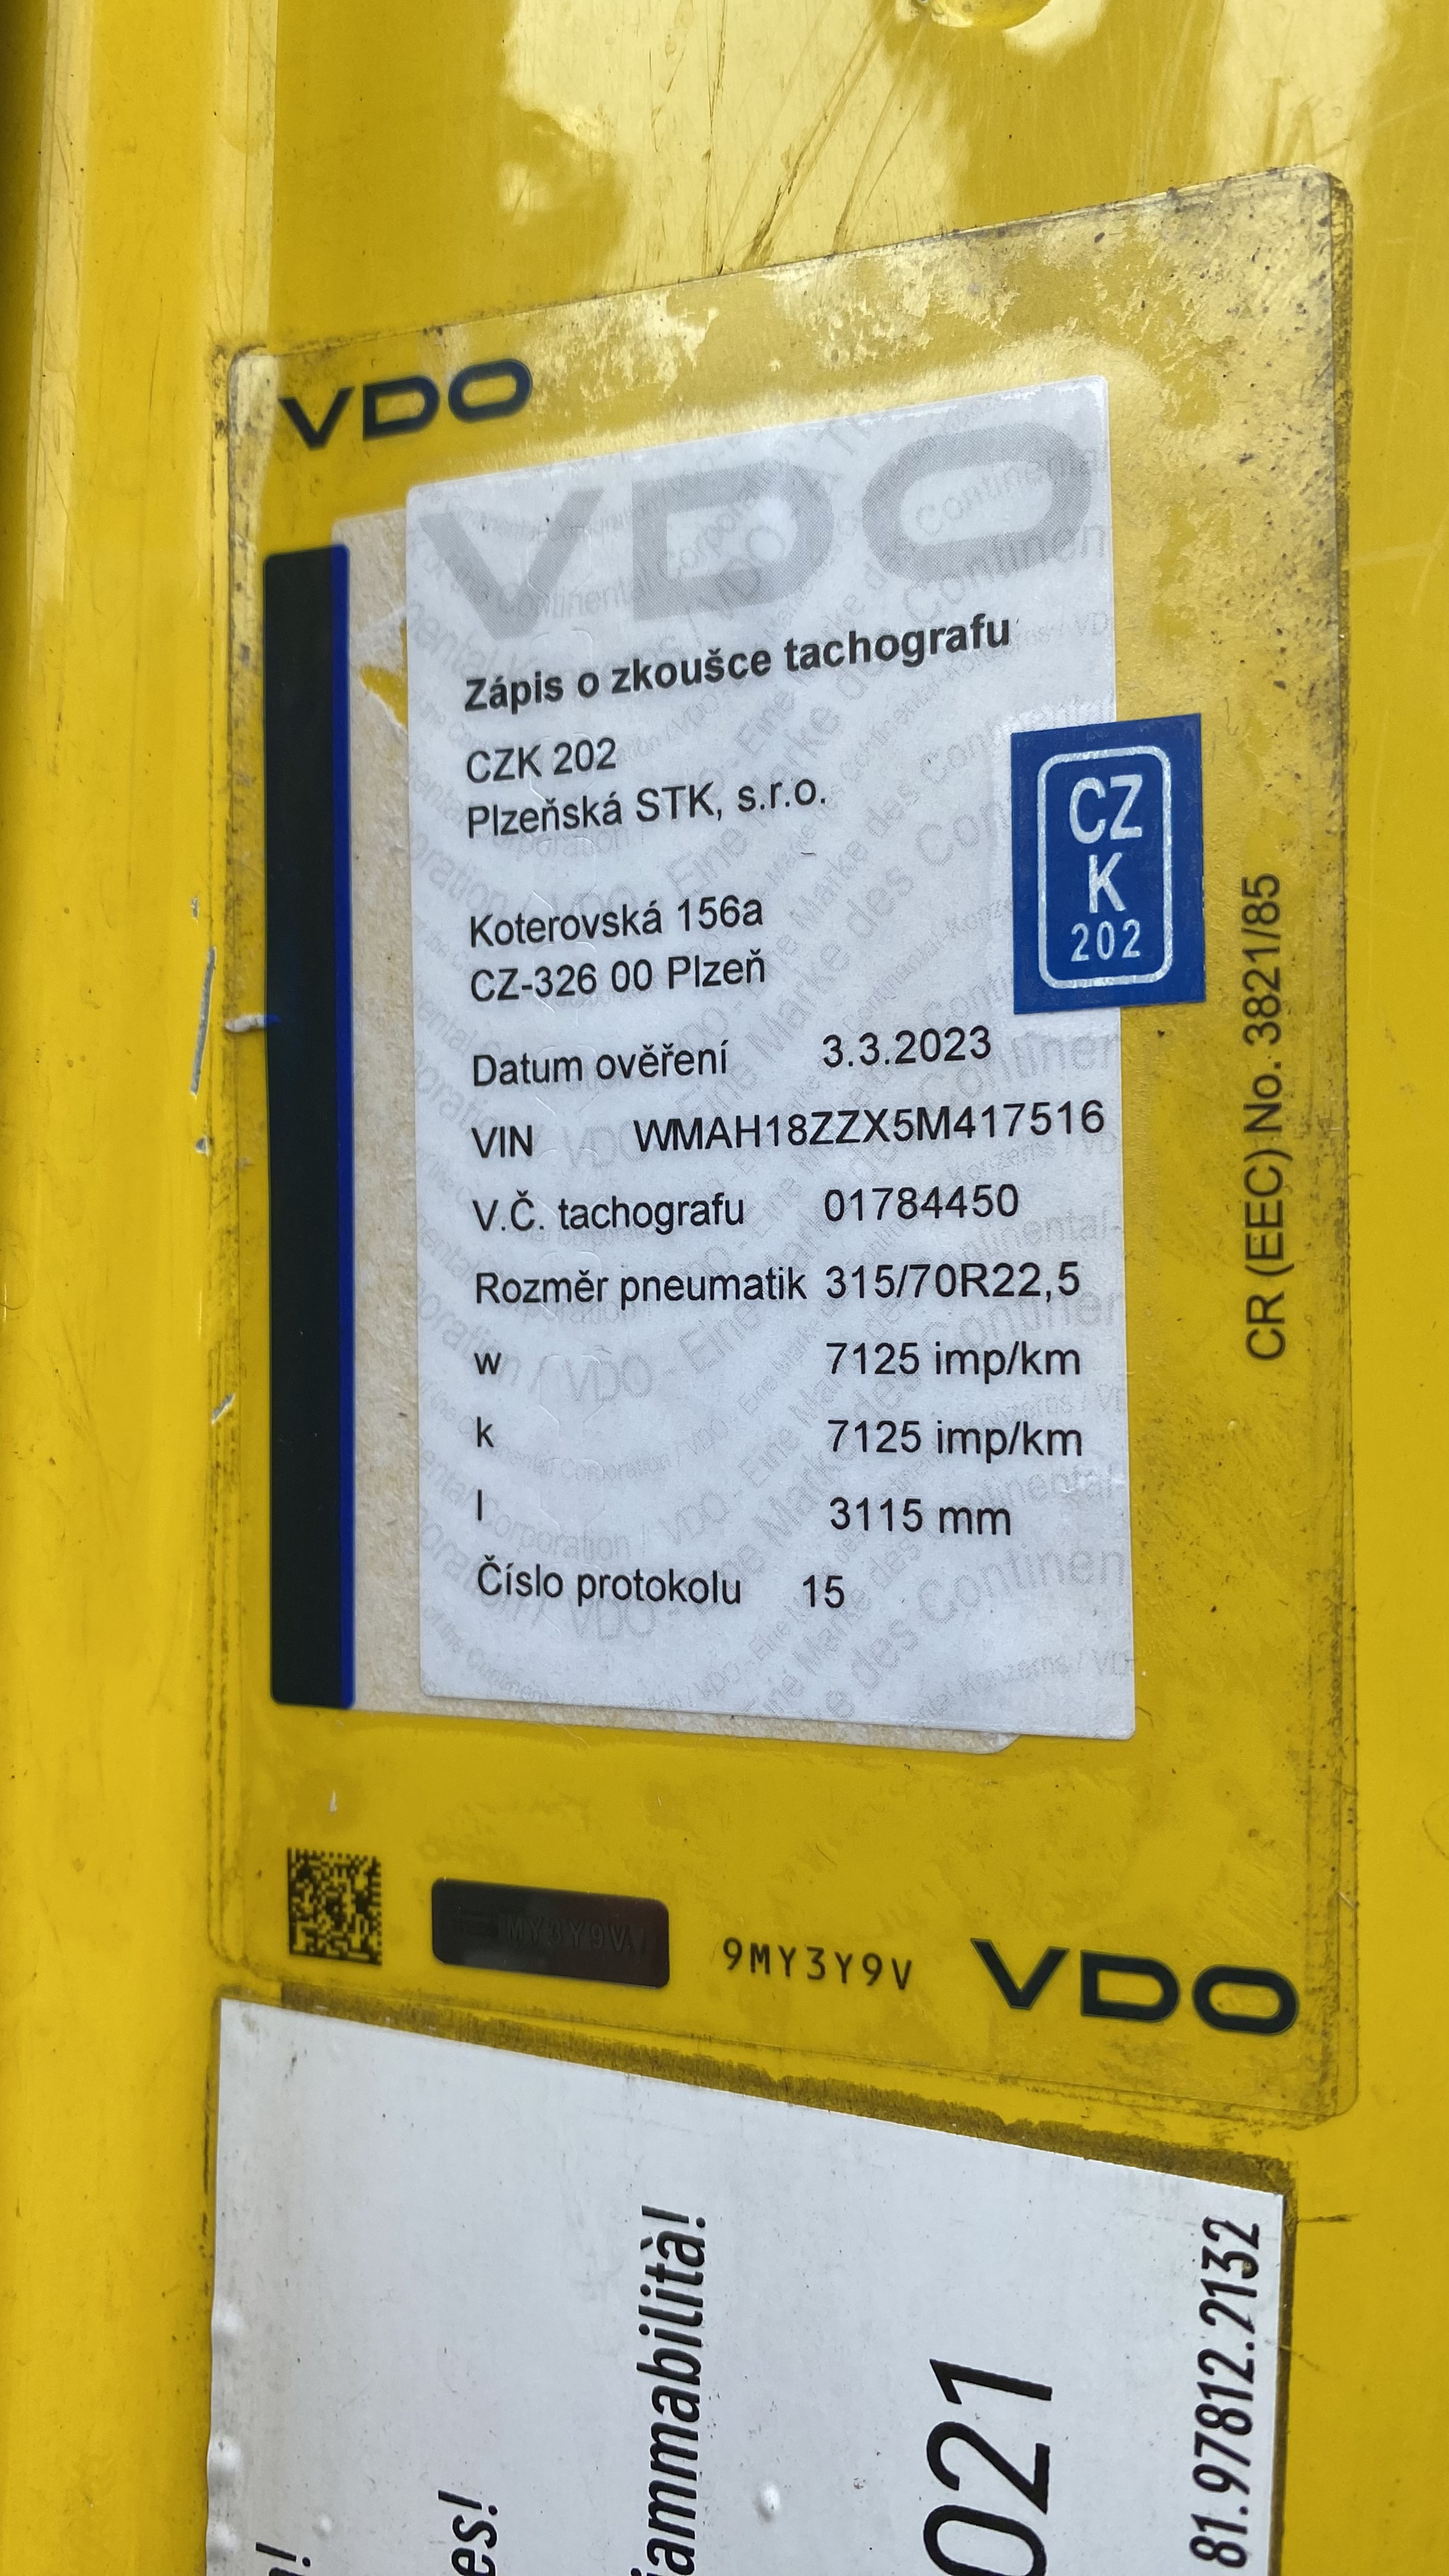 VDO
VDO
Zápis o zkoušce tachografu
CZK 202
Plzeňská STK, s.r.o.
Koterovská 156a
CZ-326 00 Plzeň
CZ
K
202
CR (EEC) No. 3821/85
Datum ověření 3.3.2023
VIN WMAH18ZZX5M417516
V.Č. tachografu 01784450
Rozměr pneumatik 315/70R22,5
w 7125 imp/km
k 7125 imp/km
l 3115 mm
Číslo protokolu 15
MY3Y9V
9MY3Y9V
VDO
es!
iammabilità!
021
81.97812.2132